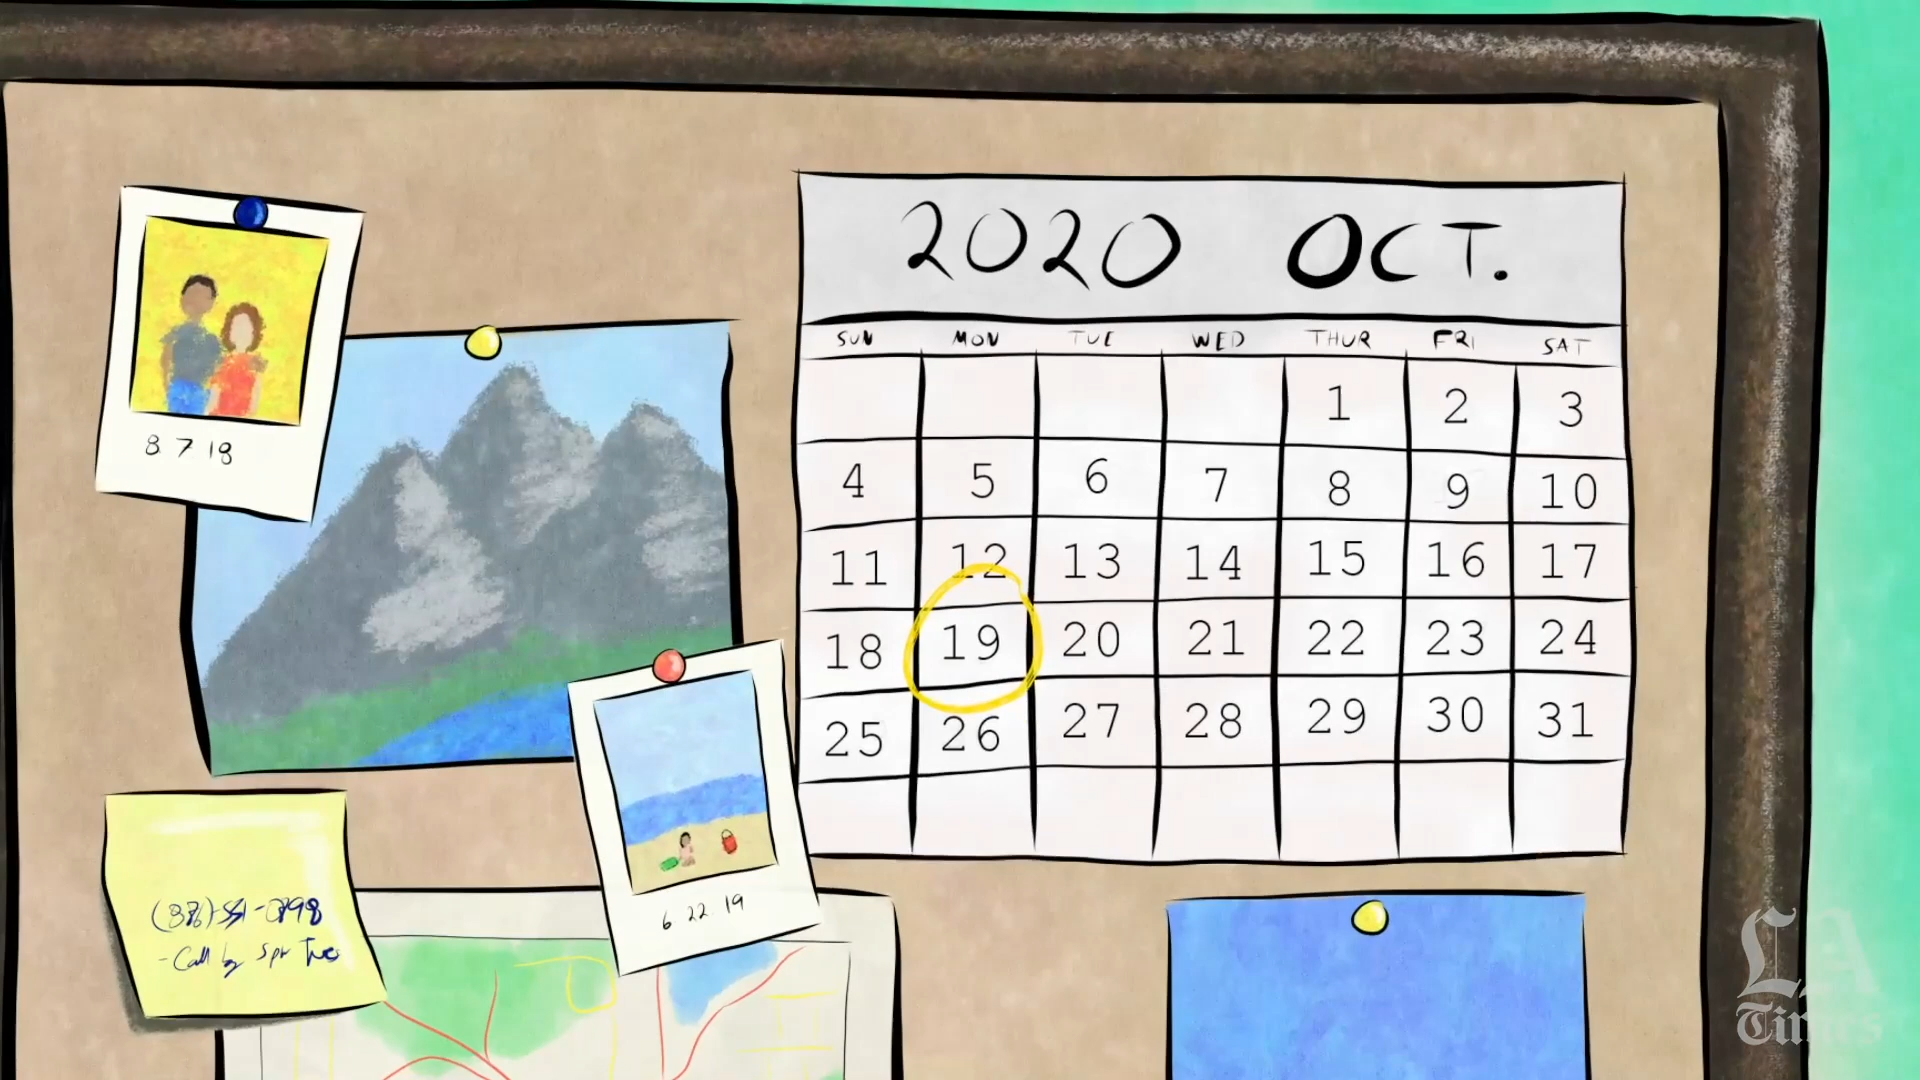 2020 OCT.
SUN MON TUE WED THUR FRI SAT
1 2 3
4 5 6 7 8 9 10
11 12 13 14 15 16 17
18 19 20 21 22 23 24
25 26 27 28 29 30 31
8 7 18
6 22 19
-Call by
LA
Times